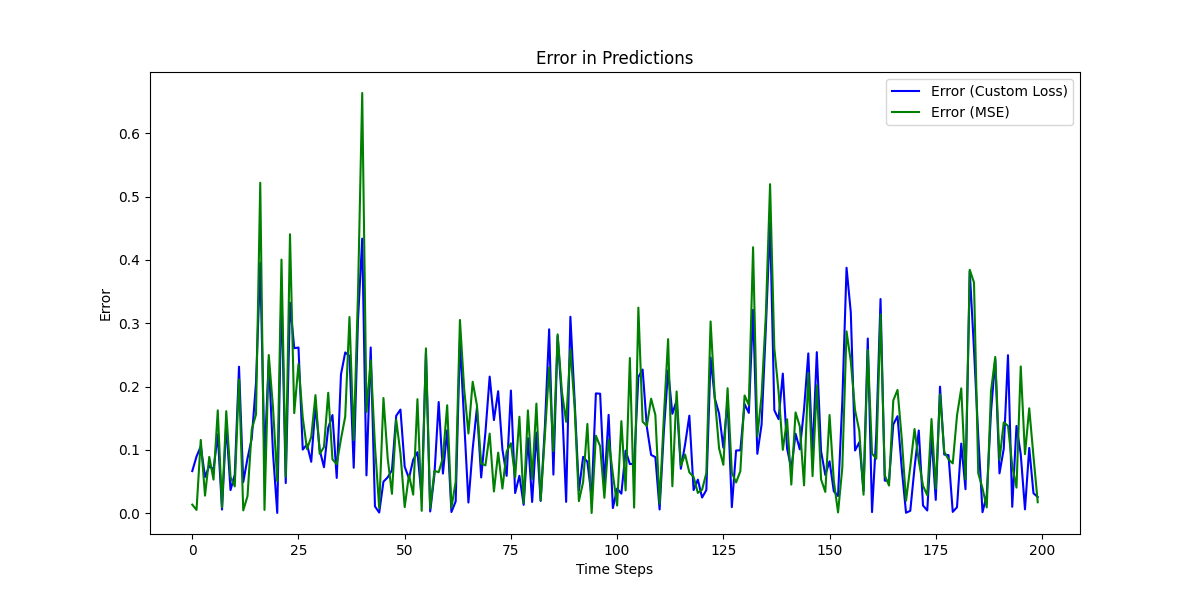 Error in Predictions
Error (Custom Loss)
Error (MSE)
Error
0.6
0.5
0.4
0.3
0.2
0.1
0.0
0 25 50 75 100 125 150 175 200
Time Steps